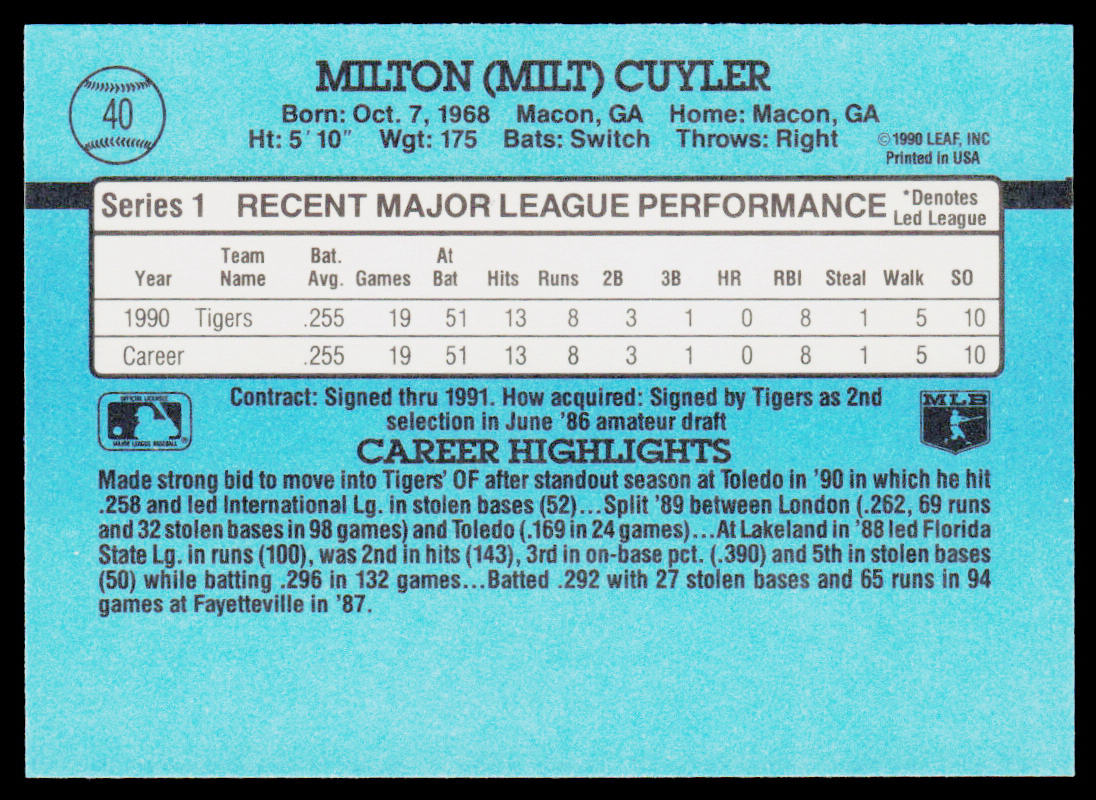 40
MILTON (MILT) CUYLER
Born: Oct. 7, 1968 Macon, GA Home: Macon, GA
Ht: 5' 10" Wgt: 175 Bats: Switch Throws: Right
©1990 LEAF, INC
Printed in USA
Series 1 RECENT MAJOR LEAGUE PERFORMANCE *Denotes
Led League
Team Bat. At
Year Name Avg. Games Bat Hits Runs 2B 3B HR RBI Steal Walk SO
1990 Tigers .255 19 51 13 8 3 1 0 8 1 5 10
Career .255 19 51 13 8 3 1 0 8 1 5 10
OFFICIAL LICENSEE
MAJOR LEAGUE BASEBALL
®
Contract: Signed thru 1991. How acquired: Signed by Tigers as 2nd
selection in June '86 amateur draft
MLB
CAREER HIGHLIGHTS
Made strong bid to move into Tigers' OF after standout season at Toledo in '90 in which he hit
.258 and led International Lg. in stolen bases (52)...Split '89 between London (.262, 69 runs
and 32 stolen bases in 98 games) and Toledo (.169 in 24 games)...At Lakeland in '88 led Florida
State Lg. in runs (100), was 2nd in hits (143), 3rd in on-base pct. (.390) and 5th in stolen bases
(50) while batting .296 in 132 games...Batted .292 with 27 stolen bases and 65 runs in 94
games at Fayetteville in '87.